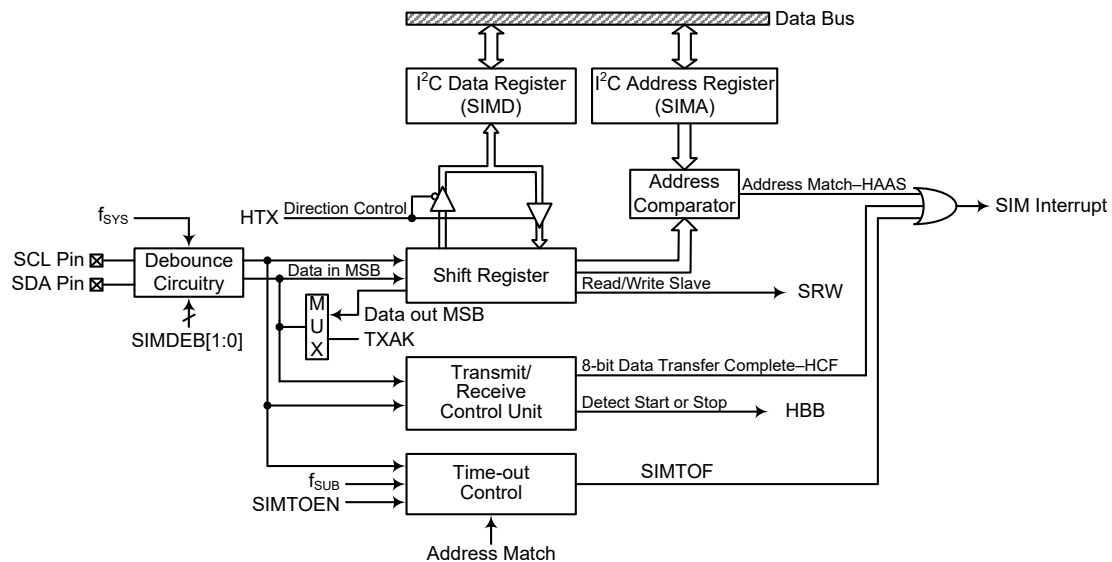 Data Bus
I²C Data Register
(SIMD)
I²C Address Register
(SIMA)
Address
Comparator
Address Match–HAAS
SIM Interrupt
HTX
Direction Control
fSYS
SCL Pin
SDA Pin
Debounce
Circuitry
SIMDEB[1:0]
Data in MSB
Shift Register
Read/Write Slave
SRW
M
U
X
Data out MSB
TXAK
Transmit/
Receive
Control Unit
8-bit Data Transfer Complete–HCF
Detect Start or Stop
HBB
Time-out
Control
fSUB
SIMTOEN
SIMTOF
Address Match